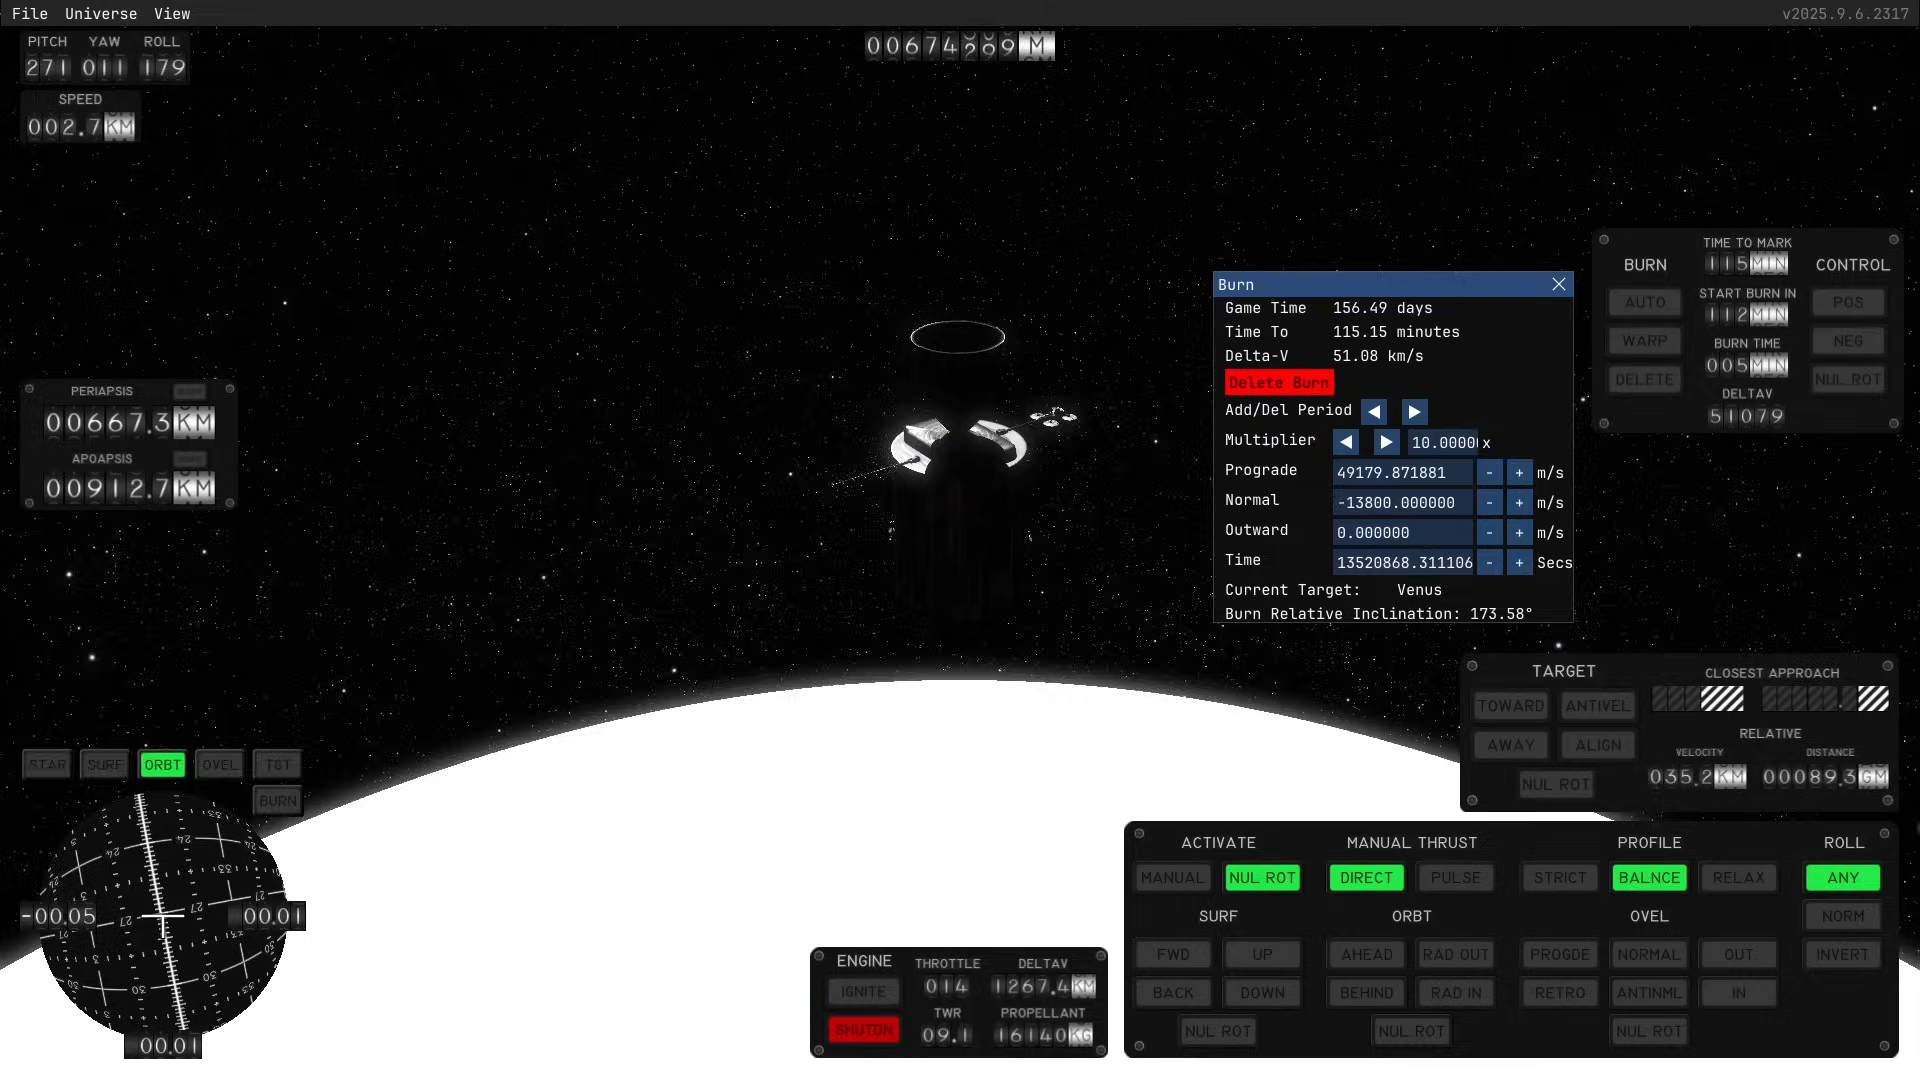 File Universe View
v2025.9.6.2317
PITCH YAW ROLL
271 011 179
SPEED
002.7 KM
00674289 M
PERIAPSIS
00667.3 KM
APOAPSIS
00912.7 KM
Burn
Game Time 156.49 days
Time To 115.15 minutes
Delta-V 51.08 km/s
Delete Burn
Add/Del Period
Multiplier 10.0000 x
Prograde 49179.871881 - + m/s
Normal -13800.000000 - + m/s
Outward 0.000000 - + m/s
Time 13520868.311106 - + Secs
Current Target: Venus
Burn Relative Inclination: 173.58°
BURN
TIME TO MARK
115 MIN
CONTROL
AUTO
START BURN IN
112 MIN
POS
WARP
BURN TIME
005 MIN
NEG
DELETE
DELTAV
51079
NUL ROT
TARGET
CLOSEST APPROACH
TOWARD ANTIVEL
AWAY ALIGN
NUL ROT
RELATIVE
VELOCITY DISTANCE
035.2 KM 00089.3 GM
STAR SURF ORBT OVEL TGT
BURN
24
33
27
27
30
30
33
-00.05
00.01
00.01
ENGINE THROTTLE DELTAV
IGNITE 014 1267.4 KM
TWR PROPELLANT
SHUTDN 09.1 16140 KG
ACTIVATE MANUAL THRUST PROFILE ROLL
MANUAL NUL ROT DIRECT PULSE STRICT BALNCE RELAX ANY
SURF ORBT OVEL NORM
FWD UP AHEAD RAD OUT PROGDE NORMAL OUT INVERT
BACK DOWN BEHIND RAD IN RETRO ANTINML IN
NUL ROT NUL ROT NUL ROT